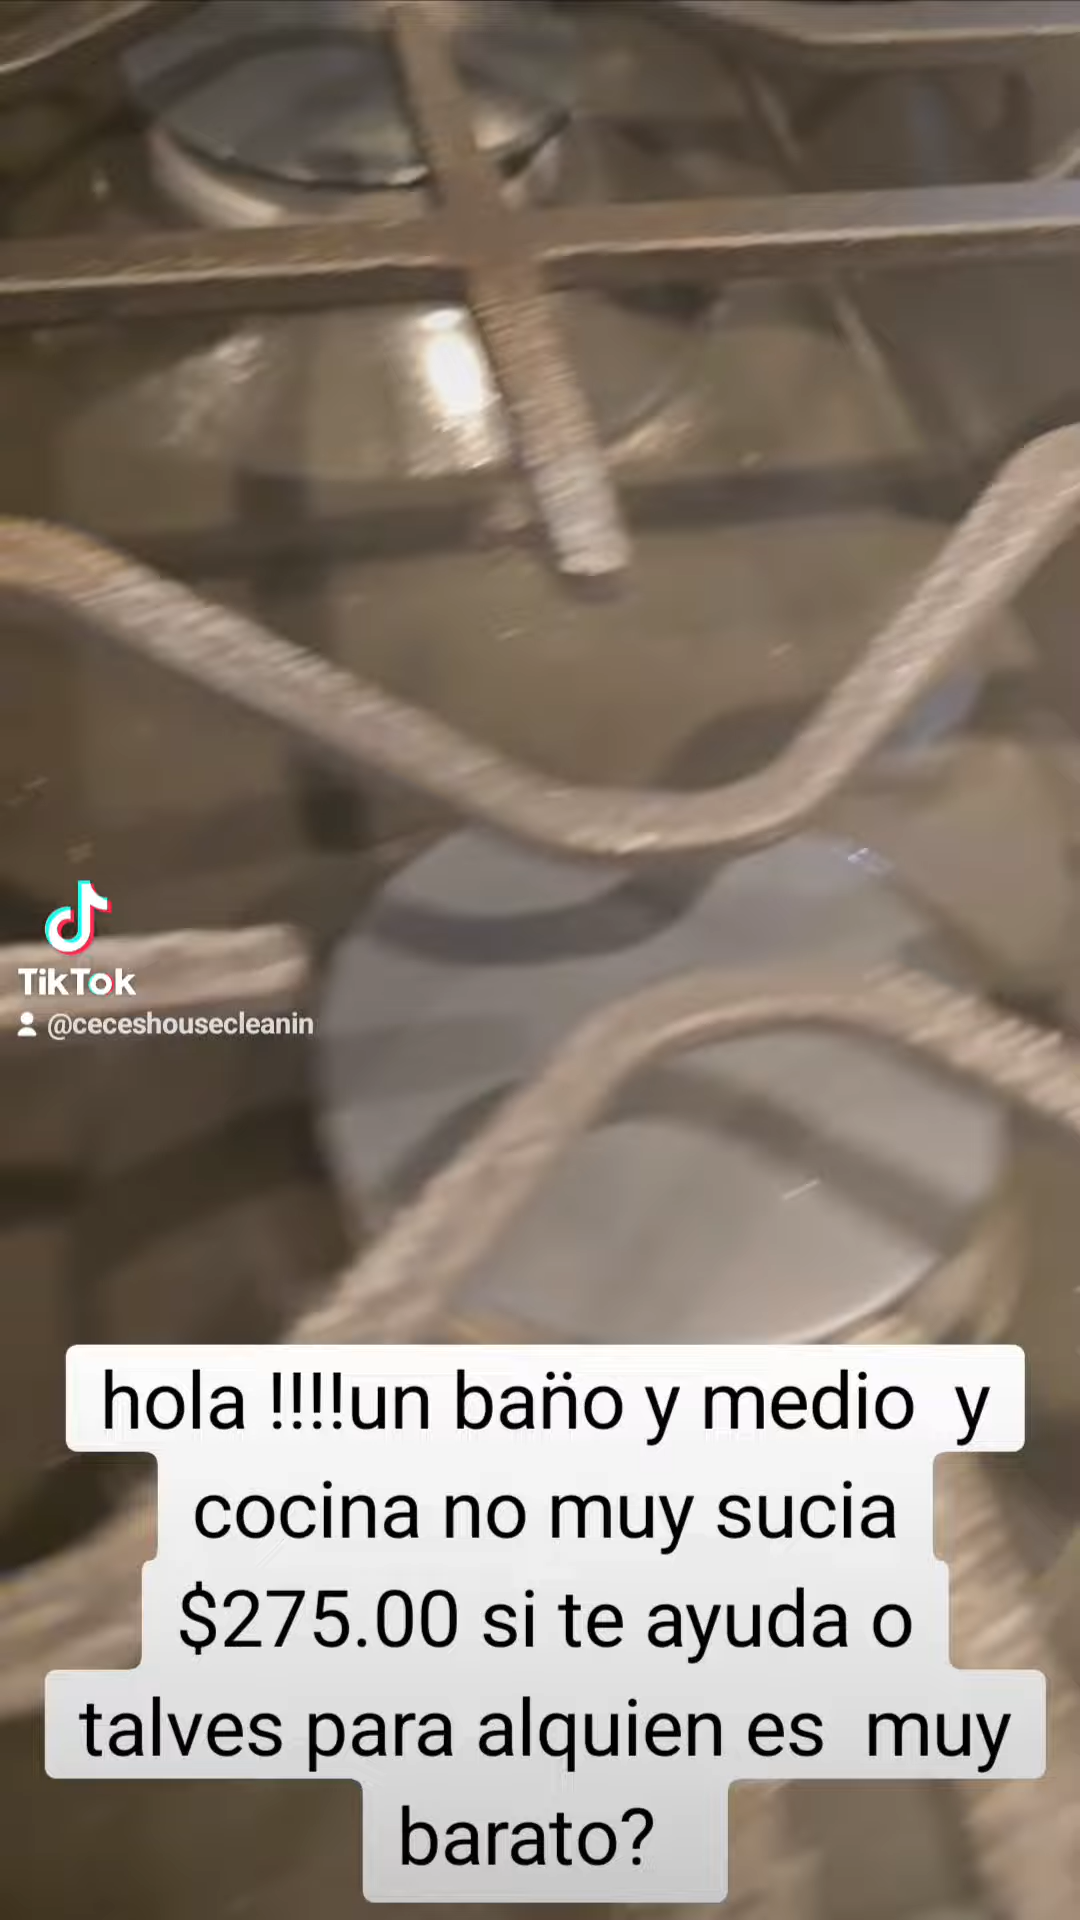 TikTok
@ceceshousecleanin
hola !!!!un baño y medio  y
cocina no muy sucia
$275.00 si te ayuda o
talves para alquien es  muy
barato?